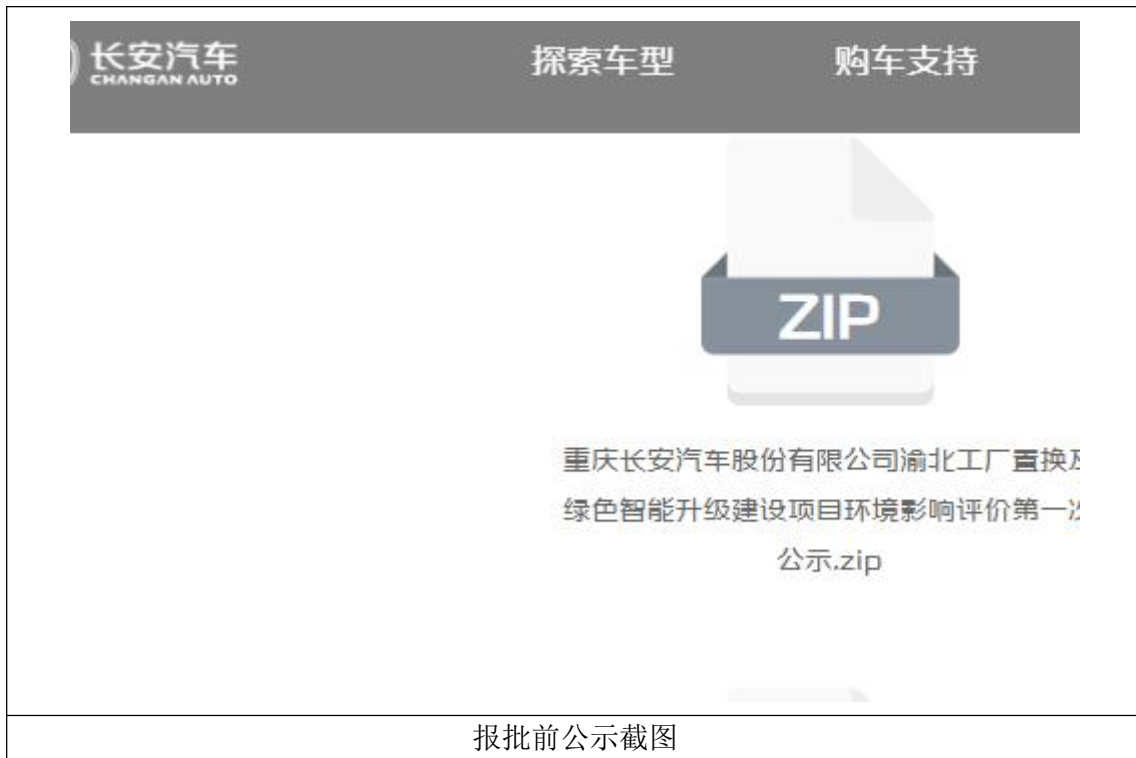 长安汽车
CHANGAN AUTO
探索车型
购车支持
ZIP
重庆长安汽车股份有限公司渝北工厂置换及
绿色智能升级建设项目环境影响评价第一次
公示.zip
报批前公示截图